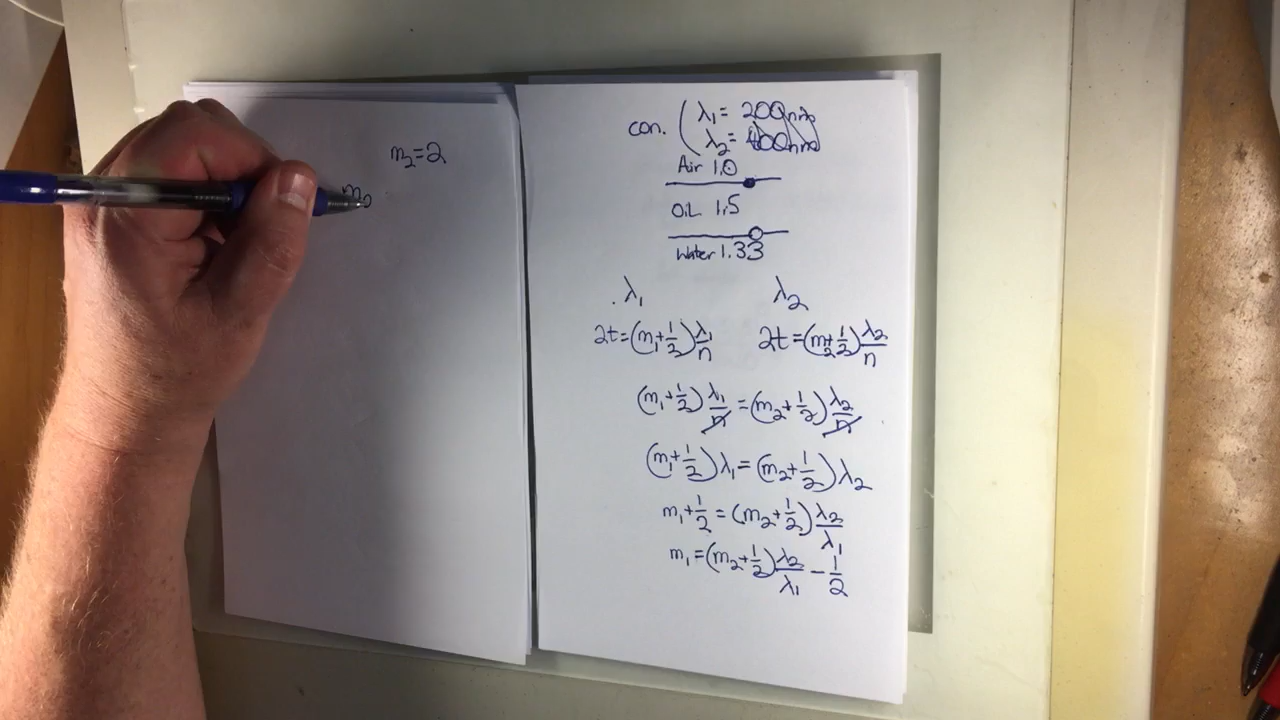 m₂=2
m₂
con. ( λ₁= 200nm
λ₂= 400nm
Air 1.0
OiL 1.5
Water 1.33
λ₁ λ₂
2t=(m₁+1/2)λ₁/n 2t=(m₂+1/2)λ₂/n
(m₁+1/2)λ₁/n=(m₂+1/2)λ₂/n
(m₁+1/2)λ₁=(m₂+1/2)λ₂
m₁+1/2=(m₂+1/2)λ₂/λ₁
m₁=(m₂+1/2)λ₂/λ₁-1/2